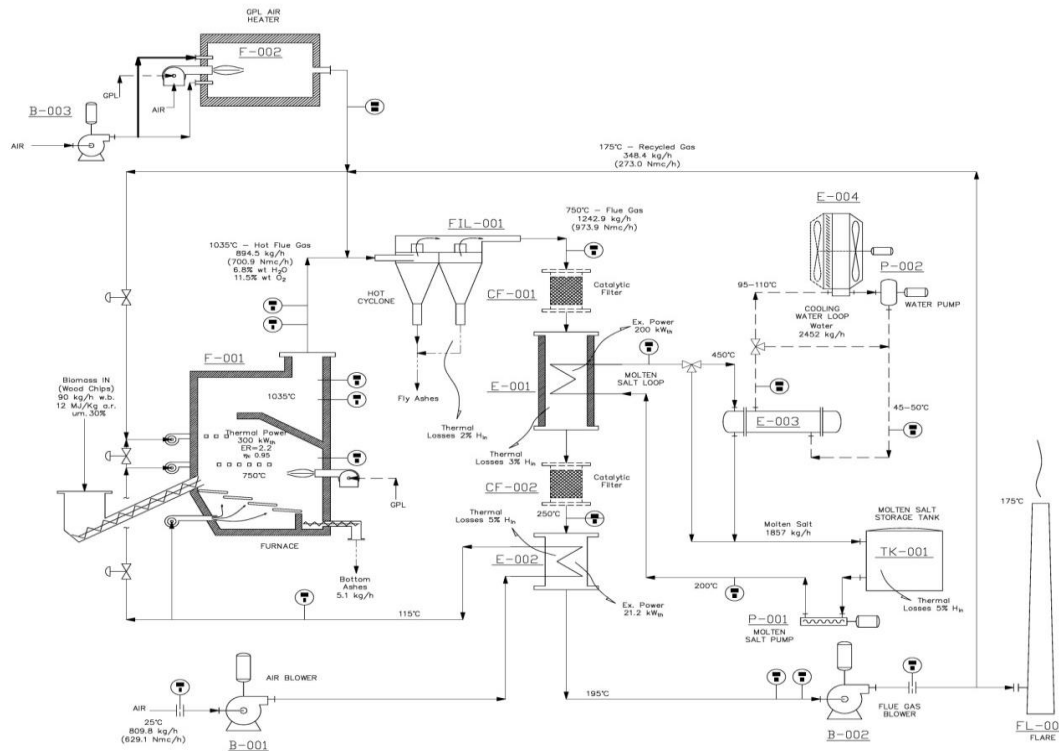 GPL AIR
HEATER
F-002
GPL
AIR
B-003
AIR
175°C - Recycled Gas
348.4 kg/h
(273.0 Nmc/h)
E-004
P-002
WATER PUMP
95-110°C
COOLING
WATER LOOP
Water
2452 kg/h
45-50°C
FIL-001
750°C - Flue Gas
1242.9 kg/h
(973.9 Nmc/h)
1035°C - Hot Flue Gas
894.5 kg/h
(700.9 Nmc/h)
6.8% wt H₂O
11.5% wt O₂
HOT
CYCLONE
CF-001
Catalytic
Filter
Ex. Power
200 kWth
E-001
MOLTEN
SALT LOOP
450°C
E-003
Fly Ashes
Thermal
Losses 2% Hin
Thermal
Losses 3% Hin
F-001
Biomass IN
(Wood Chips)
90 kg/h w.b.
12 MJ/Kg a.r.
um. 30%
1035°C
Thermal Power
300 kWth
ER=2.2
η= 0.95
750°C
GPL
FURNACE
Bottom
Ashes
5.1 kg/h
CF-002
Catalytic
Filter
250°C
Thermal
Losses 5% Hin
E-002
Ex. Power
21.2 kWth
115°C
Molten Salt
1857 kg/h
MOLTEN SALT
STORAGE TANK
TK-001
Thermal
Losses 5% Hin
200°C
P-001
MOLTEN
SALT PUMP
175°C
AIR BLOWER
AIR
25°C
809.8 kg/h
(629.1 Nmc/h)
B-001
195°C
FLUE GAS
BLOWER
B-002
FL-00
FLARE